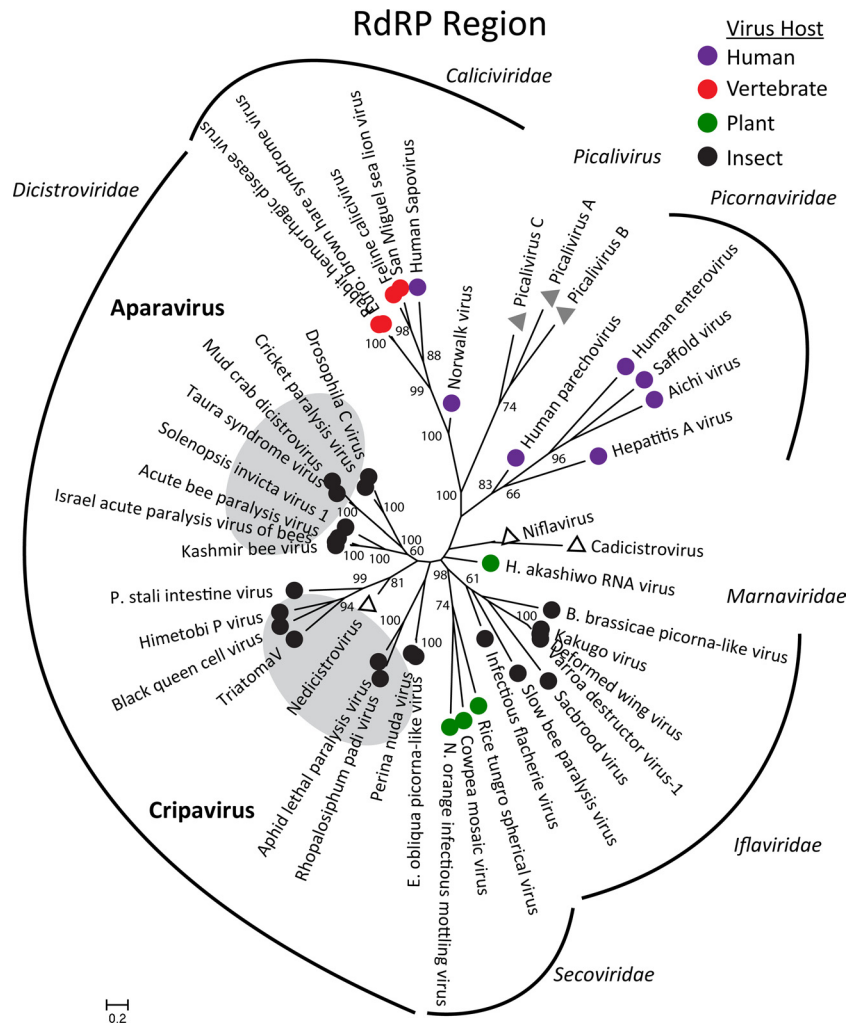 RdRP Region
Virus Host
Human
Vertebrate
Plant
Insect
Caliciviridae
Picalivirus
Picornaviridae
Dicistroviridae
Aparavirus
Rabbit hemorrhagic disease virus
Euro. brown hare syndrome virus
Feline calicivirus
San Miguel sea lion virus
Human Sapovirus
Norwalk virus
Picalivirus C
Picalivirus A
Picalivirus B
Human parechovirus
Human enterovirus
Saffold virus
Aichi virus
Hepatitis A virus
100
98
88
99
100
100
74
83
66
96
Drosophila C virus
Cricket paralysis virus
Mud crab dicistrovirus
Taura syndrome virus
Solenopsis invicta virus 1
Acute bee paralysis virus
Israel acute paralysis virus of bees
Kashmir bee virus
100
100
100
60
100
100
Niflavirus
Cadicistrovirus
H. akashiwo RNA virus
Marnaviridae
P. stali intestine virus
Himetobi P virus
Black queen cell virus
TriatomaV
Nedicistrovirus
Aphid lethal paralysis virus
Rhopalosiphum padi virus
Perina nuda virus
E. obliqua picorna-like virus
99
94
81
100
100
98
74
61
100
N. orange infectious mottling virus
Cowpea mosaic virus
Rice tungro spherical virus
Infectious flacherie virus
Slow bee paralysis virus
Sacbrood virus
Varroa destructor virus-1
Deformed wing virus
Kakugo virus
B. brassicae picorna-like virus
Cripavirus
Iflaviridae
Secoviridae
0.2